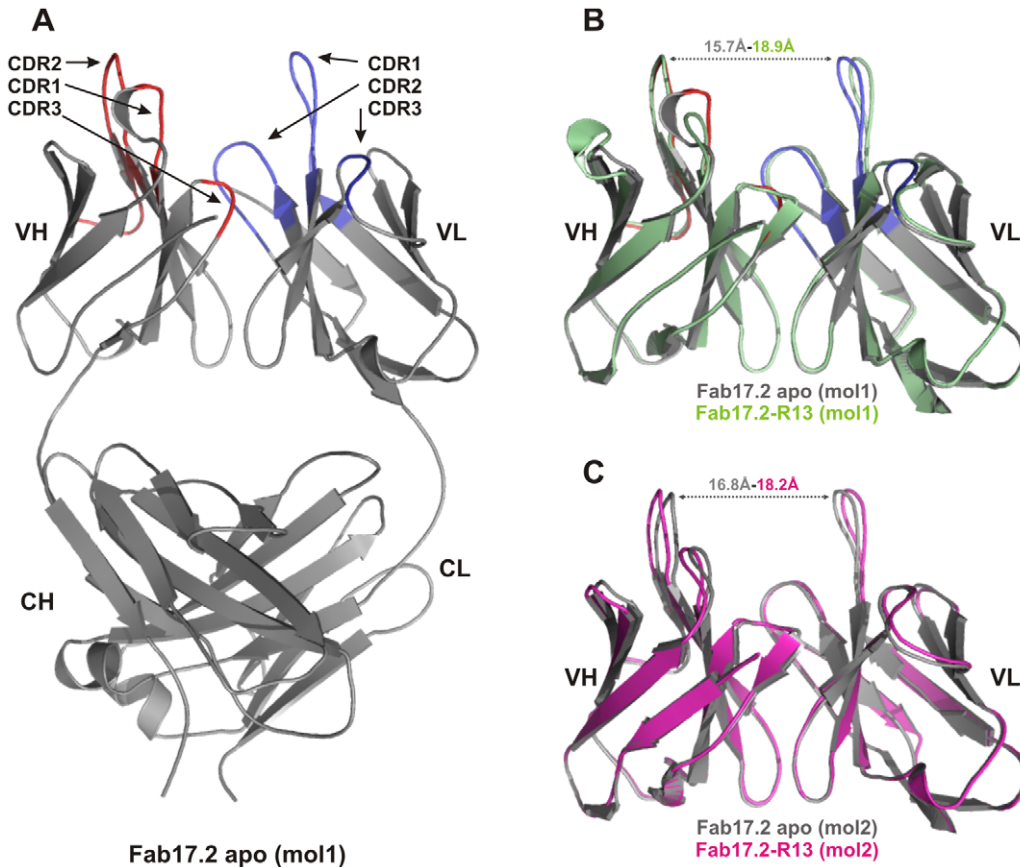 A
CDR2
CDR1
CDR3
CDR1
CDR2
CDR3
VH
VL
CH
CL
Fab17.2 apo (mol1)
B
15.7Å-18.9Å
VH
VL
Fab17.2 apo (mol1)
Fab17.2-R13 (mol1)
C
16.8Å-18.2Å
VH
VL
Fab17.2 apo (mol2)
Fab17.2-R13 (mol2)